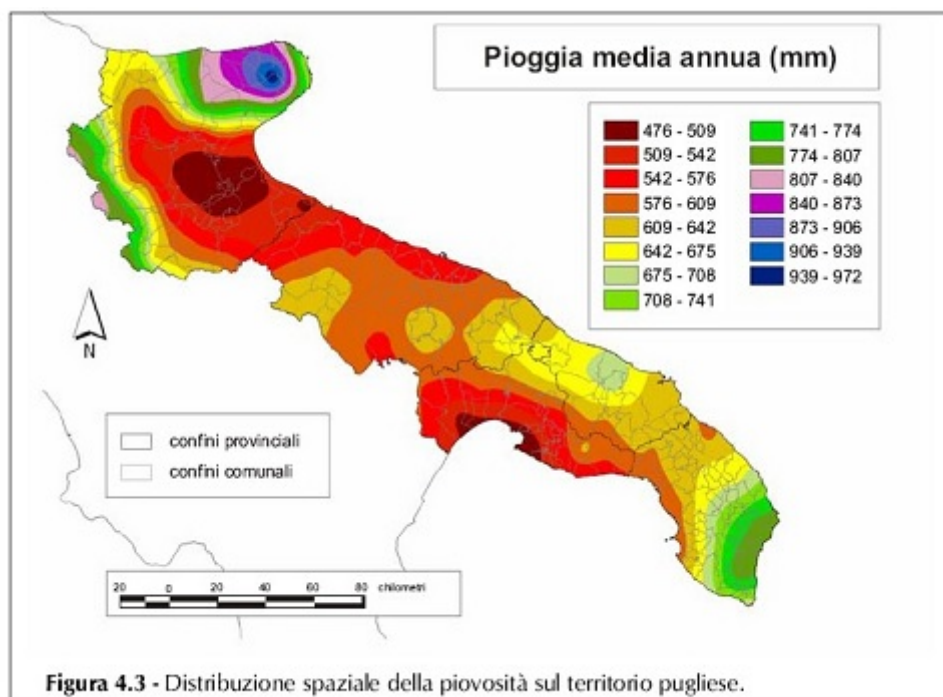 Pioggia media annua (mm)
476 - 509
509 - 542
542 - 576
576 - 609
609 - 642
642 - 675
675 - 708
708 - 741
741 - 774
774 - 807
807 - 840
840 - 873
873 - 906
906 - 939
939 - 972
N
confini provinciali
confini comunali
20 0 20 40 60 80 chilometri
Figura 4.3 - Distribuzione spaziale della piovosità sul territorio pugliese.